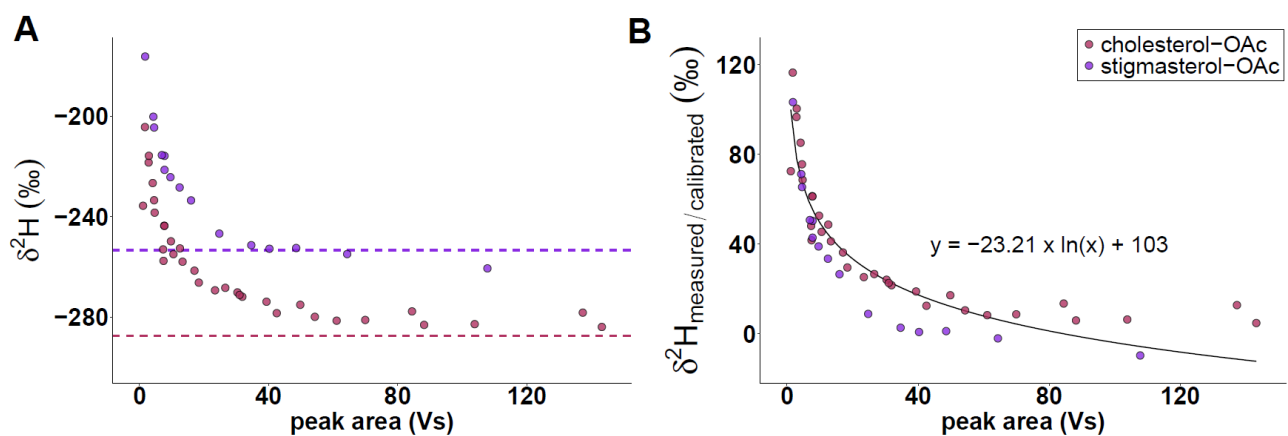 A
δ²H (‰)
−200
−240
−280
0 40 80 120
peak area (Vs)
B
cholesterol−OAc
stigmasterol−OAc
δ²Hmeasured / calibrated (‰)
120
80
40
0
y = −23.21 x ln(x) + 103
0 40 80 120
peak area (Vs)